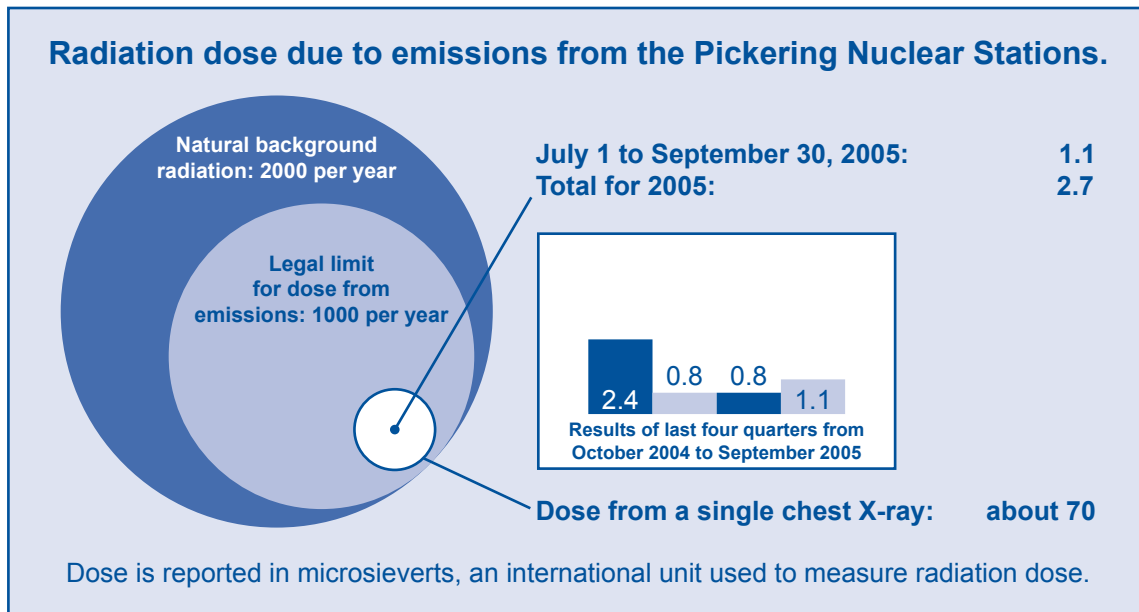 Radiation dose due to emissions from the Pickering Nuclear Stations.
Natural background
radiation: 2000 per year
Legal limit
for dose from
emissions: 1000 per year
July 1 to September 30, 2005: 1.1
Total for 2005: 2.7
2.4 0.8 0.8 1.1
Results of last four quarters from
October 2004 to September 2005
Dose from a single chest X-ray: about 70
Dose is reported in microsieverts, an international unit used to measure radiation dose.